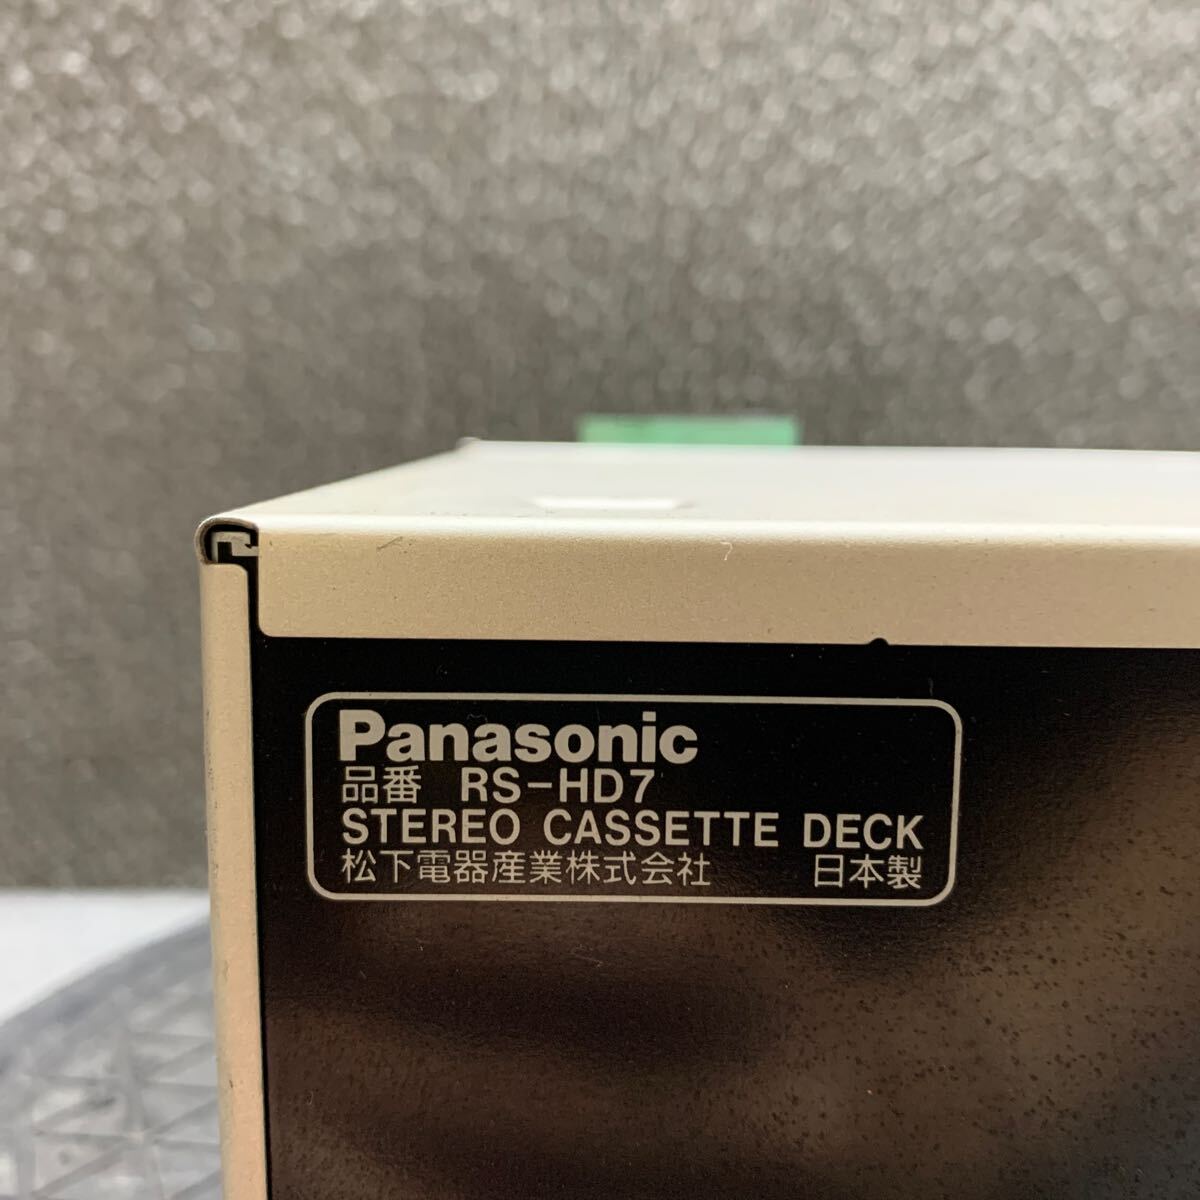 Panasonic
品番 RS-HD7
STEREO CASSETTE DECK
松下電器産業株式会社 日本製